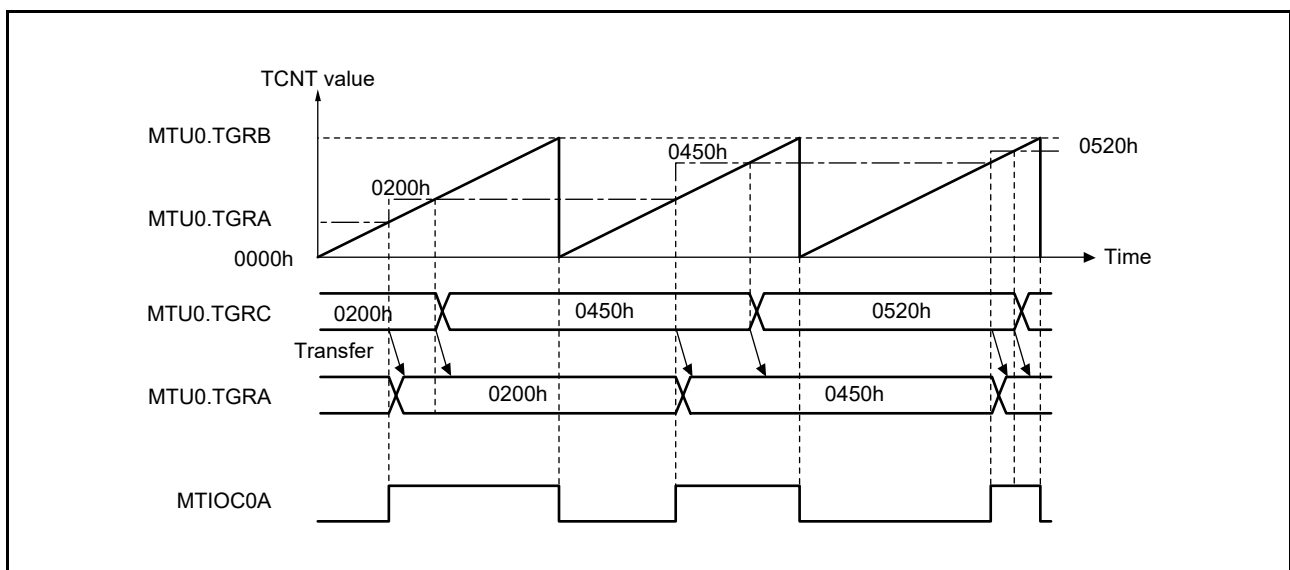 TCNT value
MTU0.TGRB
0520h
0450h
0200h
MTU0.TGRA
0000h
Time
MTU0.TGRC
0200h
0450h
0520h
Transfer
MTU0.TGRA
0200h
0450h
MTIOC0A